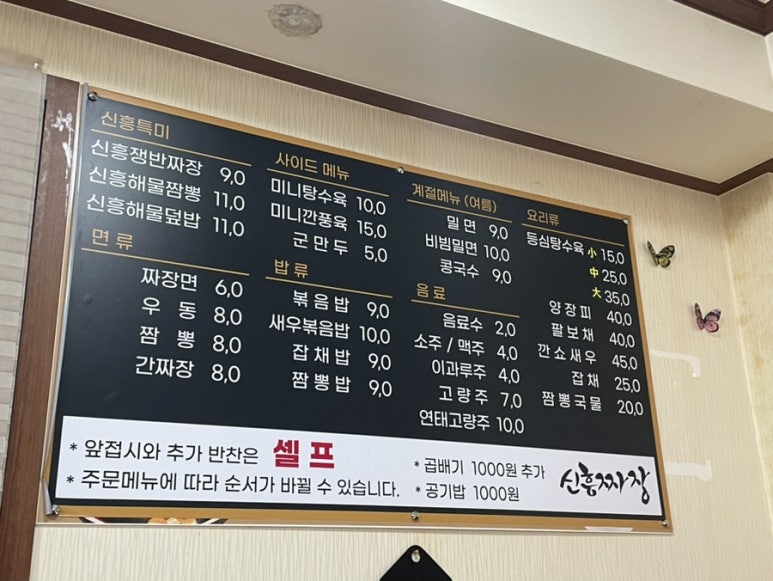 신흥특미
신흥쟁반짜장 9,0
신흥해물짬뽕 11,0
신흥해물덮밥 11,0
면 류
짜장면 6,0
우 동 8,0
짬 뽕 8,0
간짜장 8,0
사이드 메뉴
미니탕수육 10,0
미니깐풍육 15,0
군 만 두 5,0
밥 류
볶 음 밥 9,0
새우볶음밥 10,0
잡 채 밥 9,0
짬 뽕 밥 9,0
계절메뉴 (여름)
밀 면 9,0
비빔밀면 10,0
콩국수 9,0
음 료
음료수 2,0
소주 / 맥주 4,0
이과루주 4,0
고 량 주 7,0
연태고량주 10,0
요리류
등심탕수육 小 15,0
中 25,0
大 35,0
양 장 피 40,0
팔 보 채 40,0
깐 쇼 새 우 45,0
잡 채 25,0
짬 뽕 국 물 20,0
* 앞접시와 추가 반찬은 셀 프
* 주문메뉴에 따라 순서가 바뀔 수 있습니다.
* 곱배기 1000원 추가
* 공기밥 1000원
신흥짜장